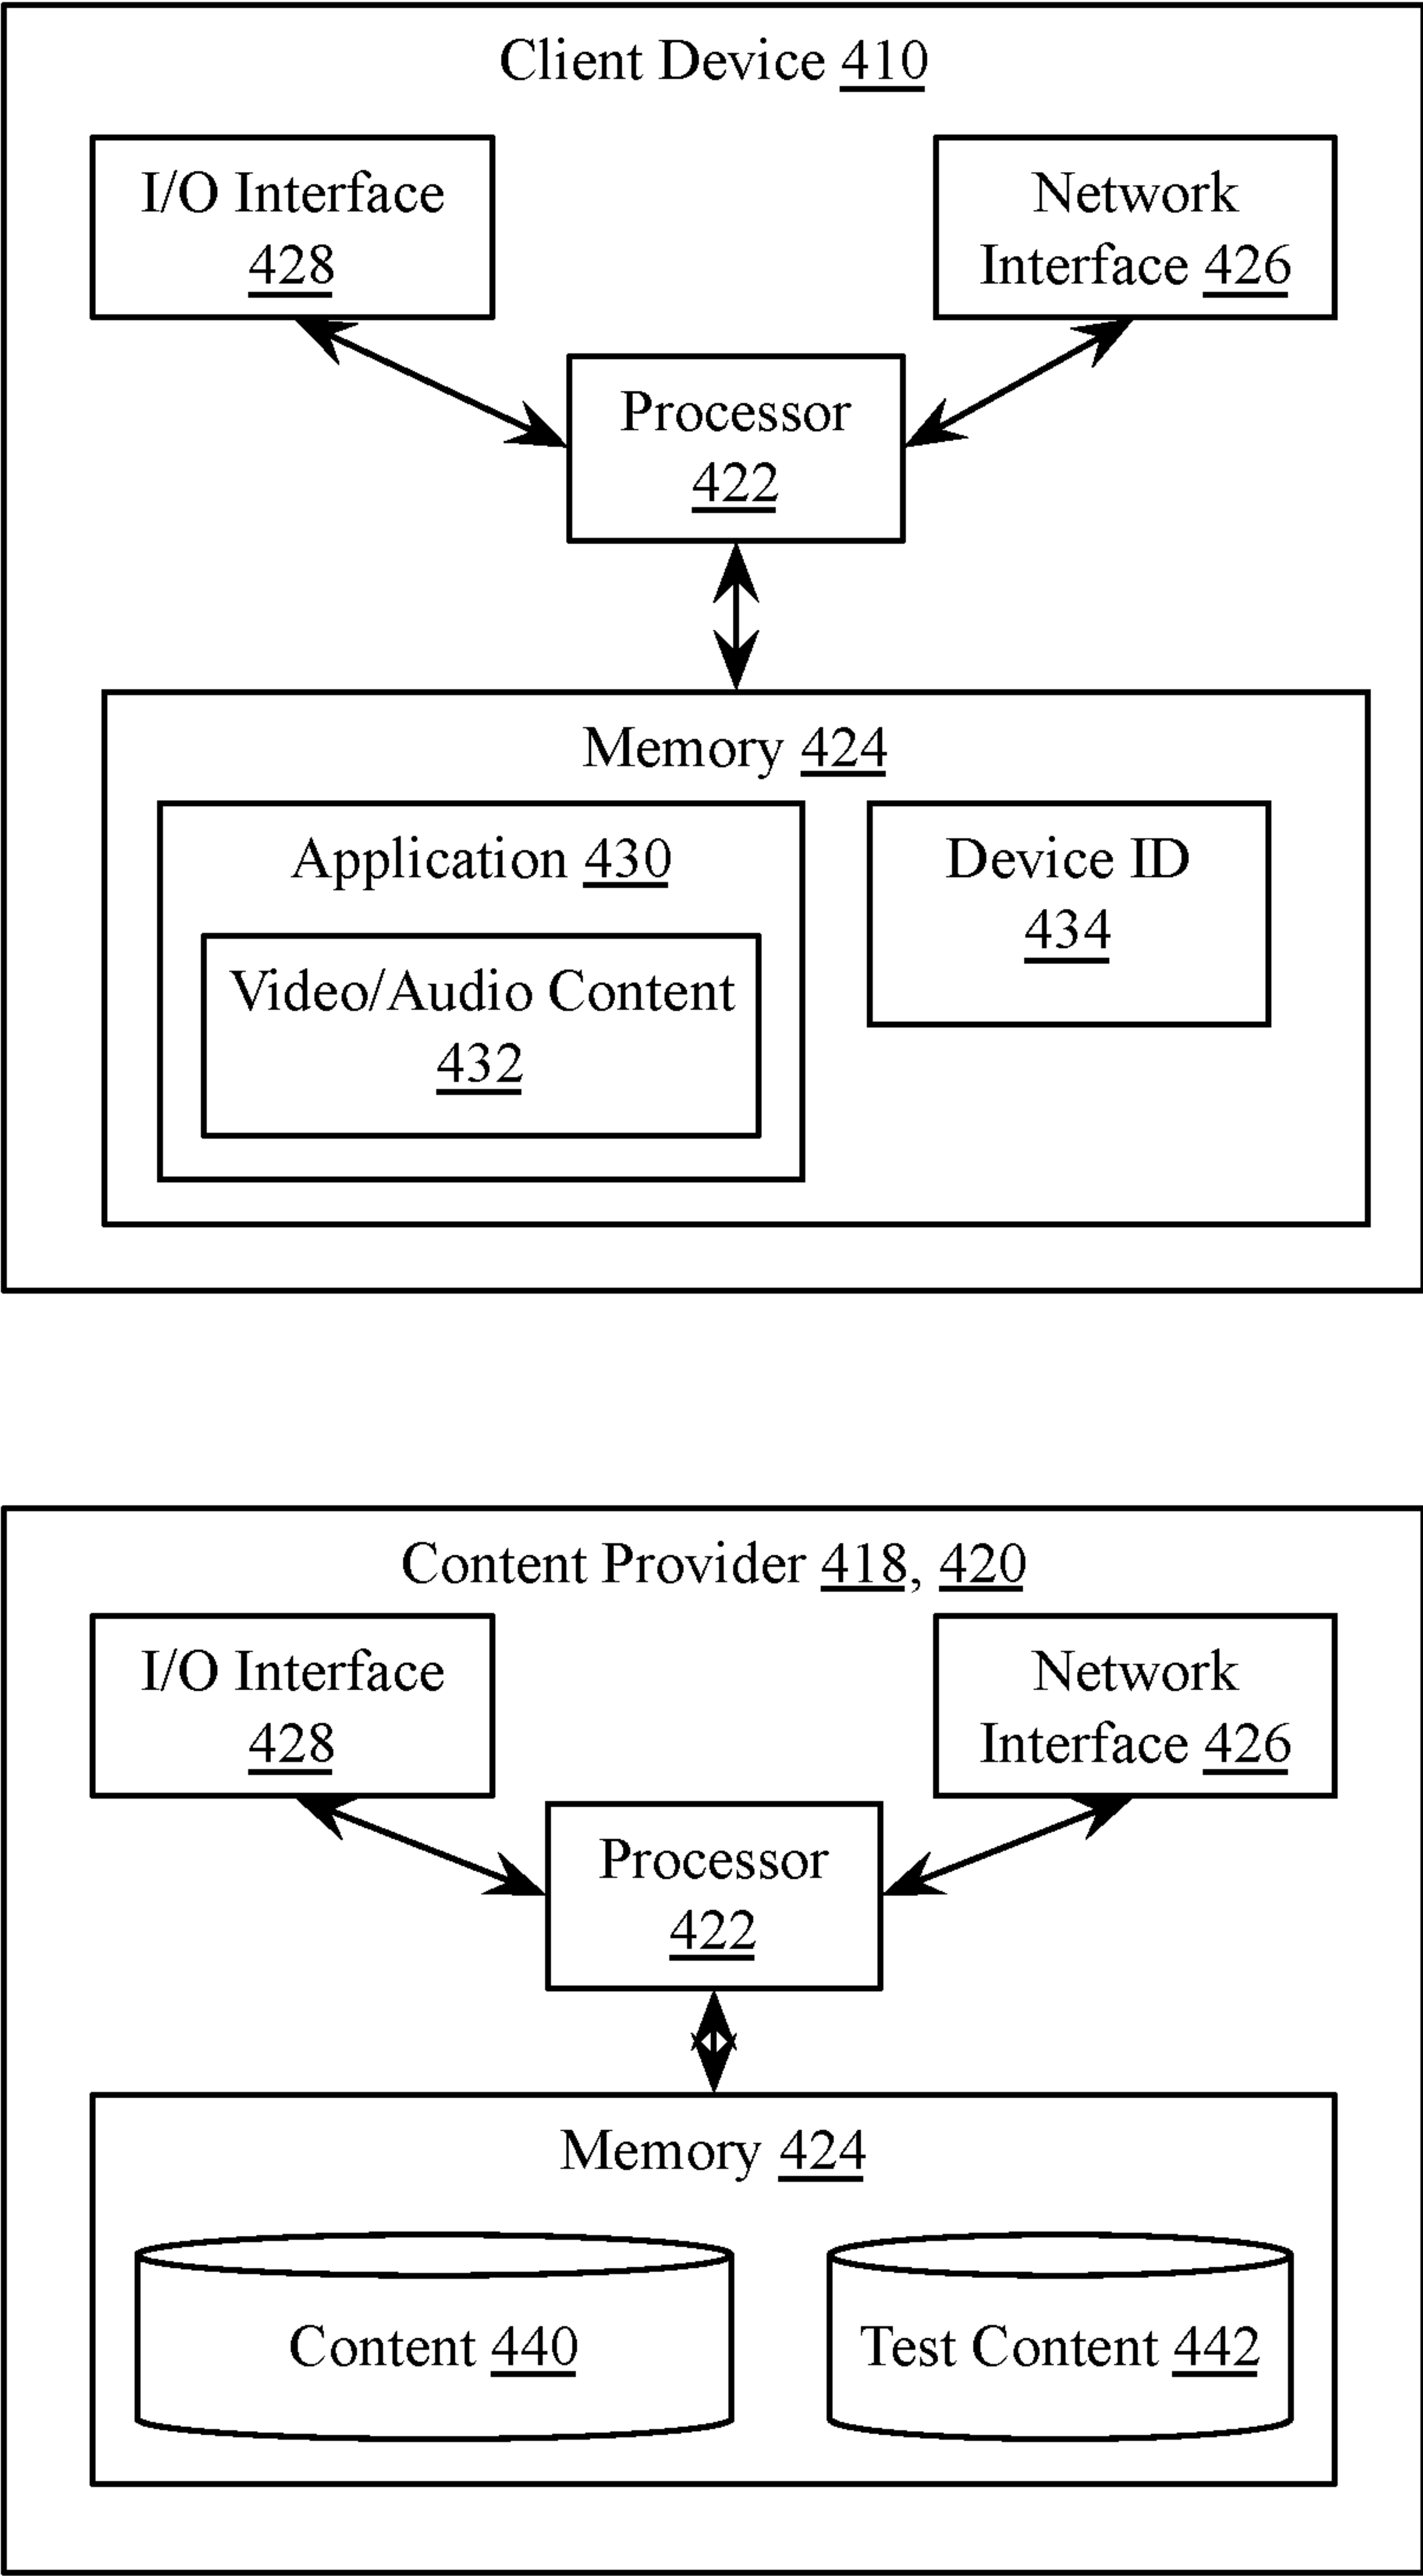 Client Device 410
I/O Interface
428
Network
Interface 426
Processor
422
Memory 424
Application 430
Video/Audio Content
432
Device ID
434
Content Provider 418, 420
I/O Interface
428
Network
Interface 426
Processor
422
Memory 424
Content 440
Test Content 442